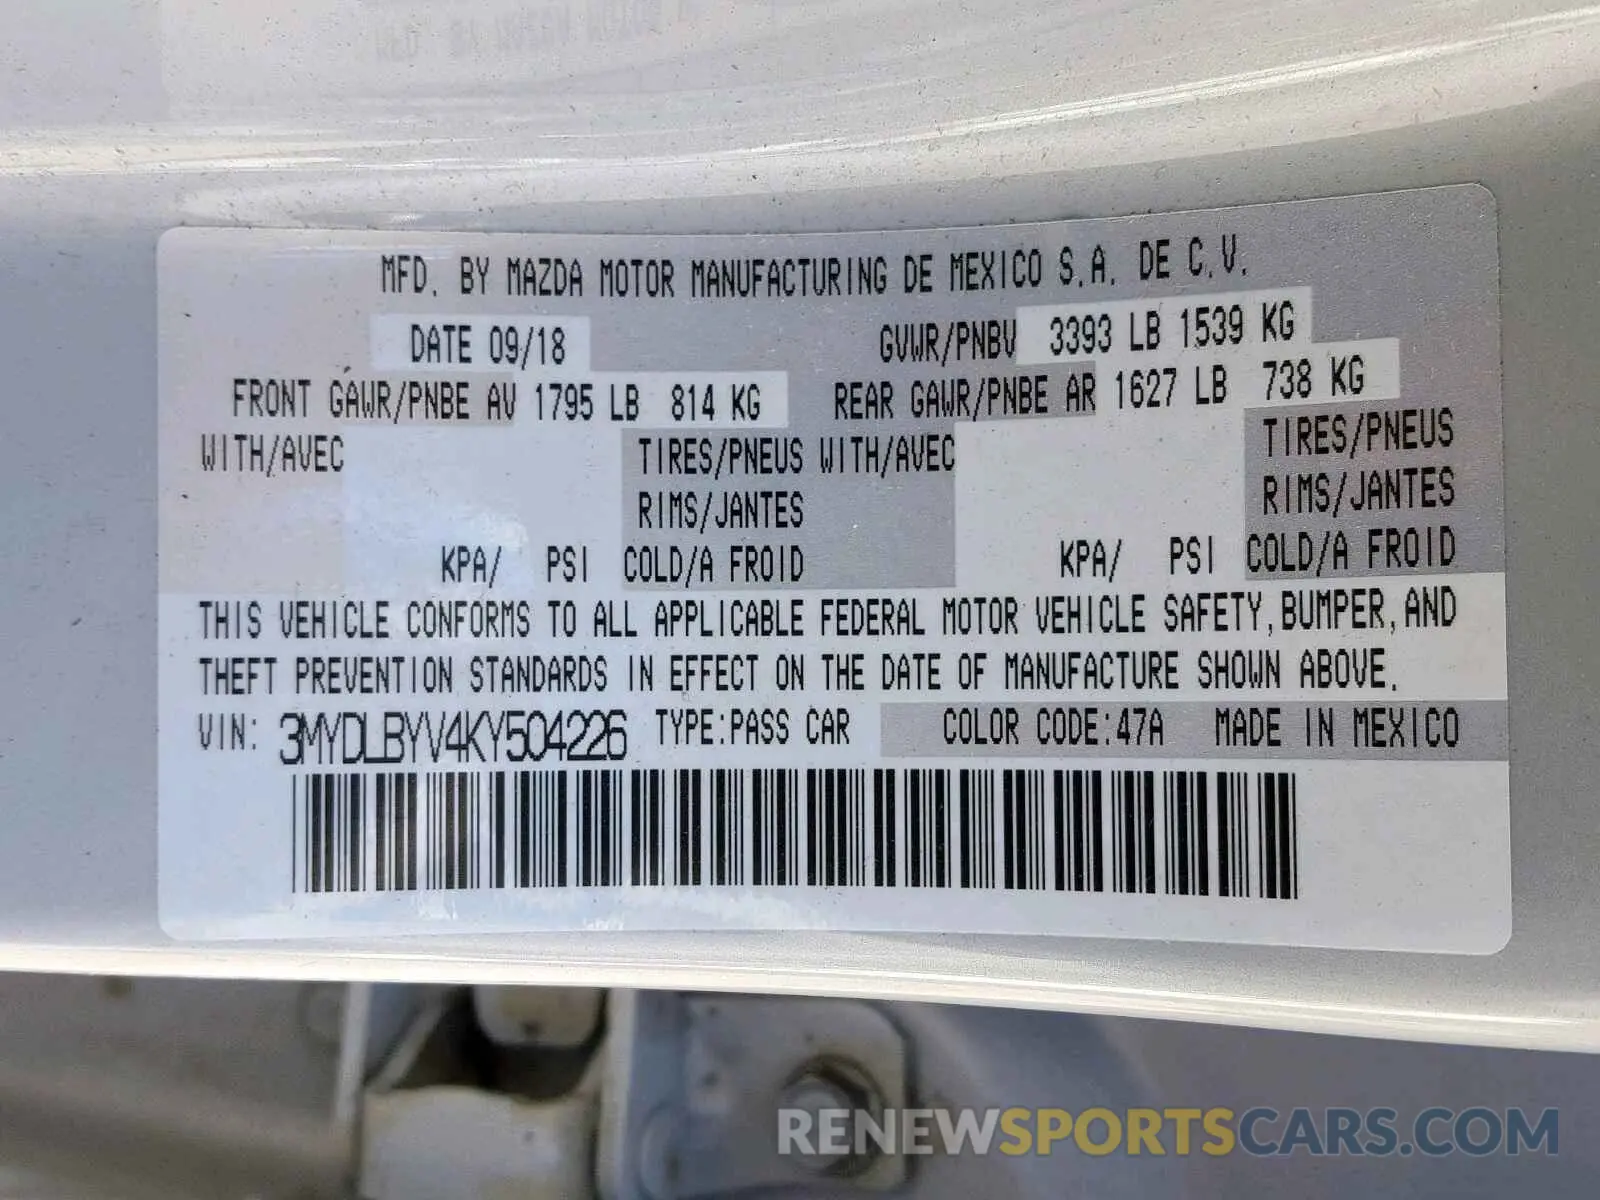 MFD. BY MAZDA MOTOR MANUFACTURING DE MEXICO S.A. DE C.V.
DATE 09/18 GVWR/PNBV 3393 LB 1539 KG
FRONT GAWR/PNBE AV 1795 LB 814 KG REAR GAWR/PNBE AR 1627 LB 738 KG
WITH/AVEC TIRES/PNEUS WITH/AVEC TIRES/PNEUS
RIMS/JANTES RIMS/JANTES
KPA/ PSI COLD/A FROID KPA/ PSI COLD/A FROID
THIS VEHICLE CONFORMS TO ALL APPLICABLE FEDERAL MOTOR VEHICLE SAFETY, BUMPER, AND
THEFT PREVENTION STANDARDS IN EFFECT ON THE DATE OF MANUFACTURE SHOWN ABOVE.
VIN: 3MYDLBYV4KY504226 TYPE:PASS CAR COLOR CODE:47A MADE IN MEXICO
RENEWSPORTSCARS.COM